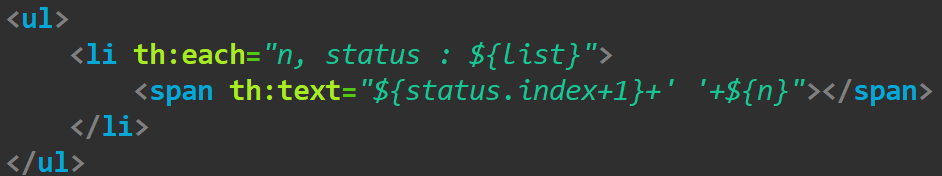 <ul>
    <li th:each="n, status : ${list}">
        <span th:text="${status.index+1}+' '+${n}"></span>
    </li>
</ul>